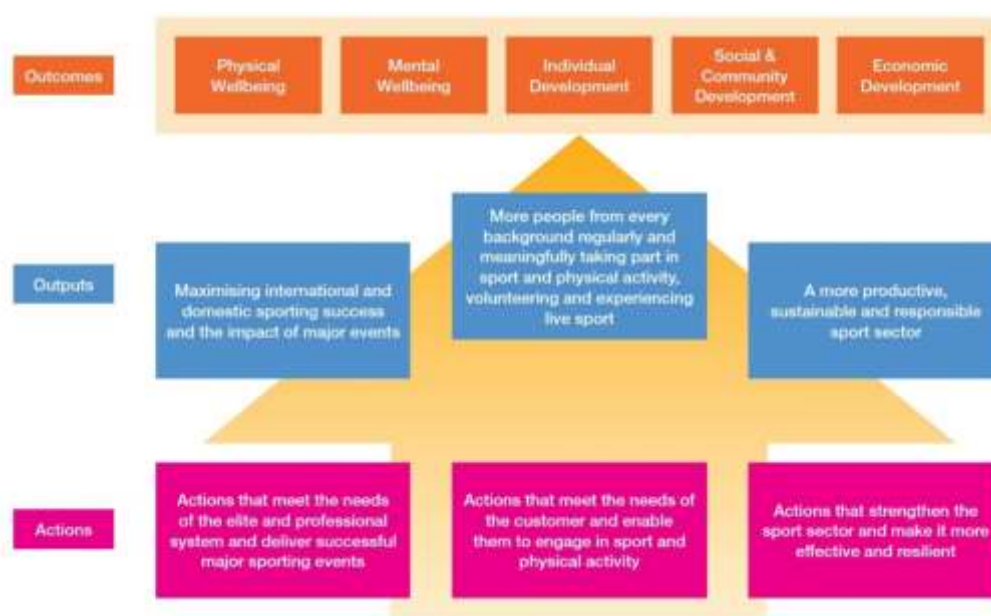 Outcomes
Physical
Wellbeing
Mental
Wellbeing
Individual
Development
Social &
Community
Development
Economic
Development
Outputs
Maximising international and
domestic sporting success
and the impact of major events
More people from every
background regularly and
meaningfully taking part in
sport and physical activity,
volunteering and experiencing
live sport
A more productive,
sustainable and responsible
sport sector
Actions
Actions that meet the needs
of the elite and professional
system and deliver successful
major sporting events
Actions that meet the needs of
the customer and enable
them to engage in sport and
physical activity
Actions that strengthen the
sport sector and make it more
effective and resilient